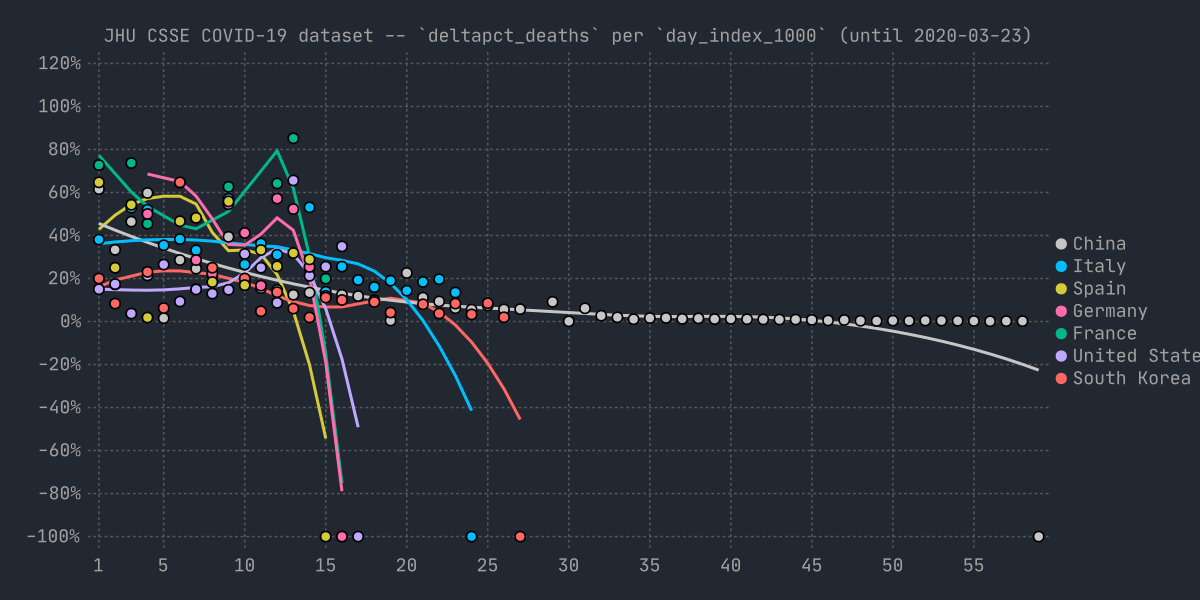 JHU CSSE COVID-19 dataset -- `deltapct_deaths` per `day_index_1000` (until 2020-03-23)
120%
100%
80%
60%
40%
20%
0%
-20%
-40%
-60%
-80%
-100%
1 5 10 15 20 25 30 35 40 45 50 55
China
Italy
Spain
Germany
France
United State
South Korea